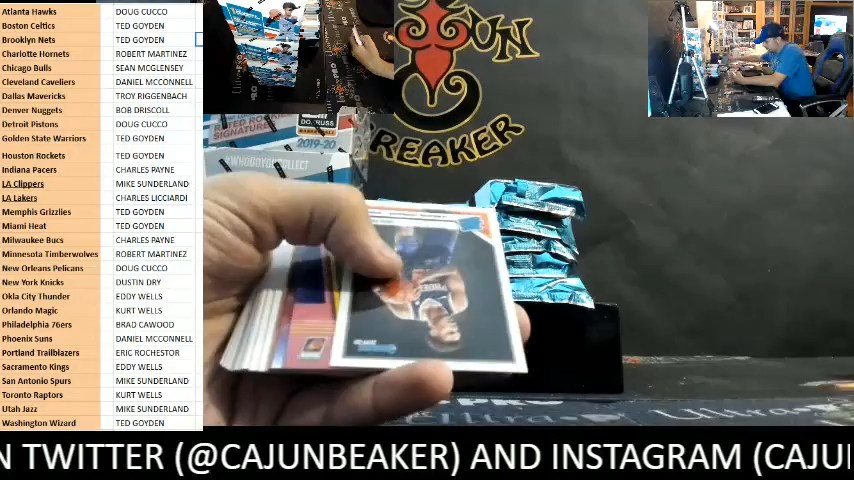 Atlanta Hawks DOUG CUCCO
Boston Celtics TED GOYDEN
Brooklyn Nets TED GOYDEN
Charlotte Hornets ROBERT MARTINEZ
Chicago Bulls SEAN MCGLENSEY
Cleveland Caveliers DANIEL MCCONNELL
Dallas Mavericks TROY RIGGENBACH
Denver Nuggets BOB DRISCOLL
Detroit Pistons DOUG CUCCO
Golden State Warriors TED GOYDEN
Houston Rockets TED GOYDEN
Indiana Pacers CHARLES PAYNE
LA Clippers MIKE SUNDERLAND
LA Lakers CHARLES LICCIARDI
Memphis Grizzlies TED GOYDEN
Miami Heat TED GOYDEN
Milwaukee Bucs CHARLES PAYNE
Minnesota Timberwolves ROBERT MARTINEZ
New Orleans Pelicans DOUG CUCCO
New York Knicks DUSTIN DRY
Okla City Thunder EDDY WELLS
Orlando Magic KURT WELLS
Philadelphia 76ers BRAD CAWOOD
Phoenix Suns DANIEL MCCONNELL
Portland Trailblazers ERIC ROCHESTOR
Sacramento Kings EDDY WELLS
San Antonio Spurs MIKE SUNDERLAND
Toronto Raptors KURT WELLS
Utah Jazz MIKE SUNDERLAND
Washington Wizard TED GOYDEN
UN
BREAKER
RATED ROOKIE
SIGNATURES
DONRUSS
BASKETBALL
2019-20
#WHODOYOUCOLLECT
N TWITTER (@CAJUNBEAKER) AND INSTAGRAM (CAJU